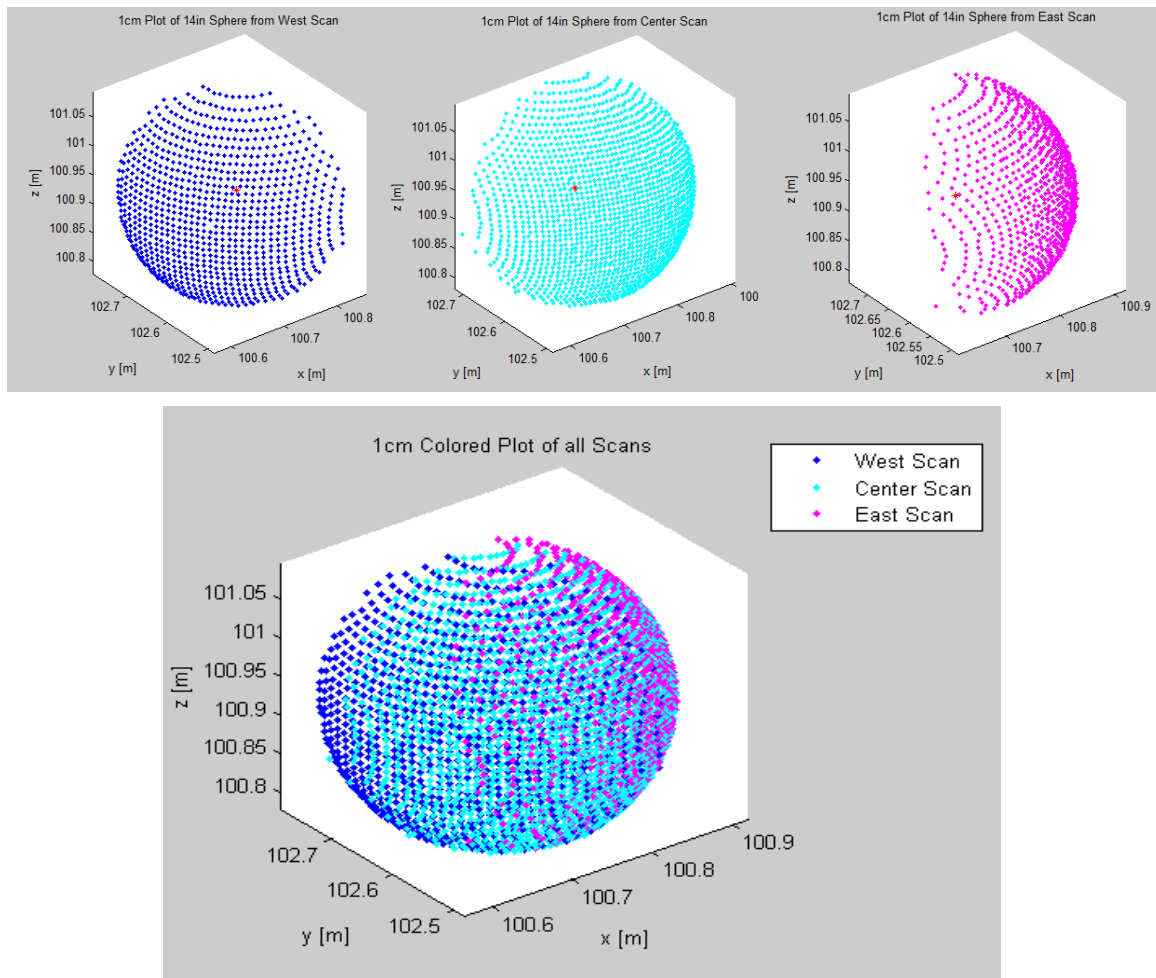 1cm Plot of 14in Sphere from West Scan
101.05
101
100.95
100.9
100.85
100.8
z [m]
102.7
102.6
102.5
y [m]
100.6
100.7
100.8
x [m]
1cm Plot of 14in Sphere from Center Scan
101.05
101
100.95
100.9
100.85
100.8
z [m]
102.7
102.6
102.5
y [m]
100.6
100.7
100.8
100
x [m]
1cm Plot of 14in Sphere from East Scan
101.05
101
100.95
100.9
100.85
100.8
z [m]
102.7
102.65
102.6
102.55
102.5
y [m]
100.7
100.8
100.9
x [m]
1cm Colored Plot of all Scans
West Scan
Center Scan
East Scan
101.05
101
100.95
100.9
100.85
100.8
z [m]
102.7
102.6
102.5
y [m]
100.6
100.7
100.8
100.9
x [m]